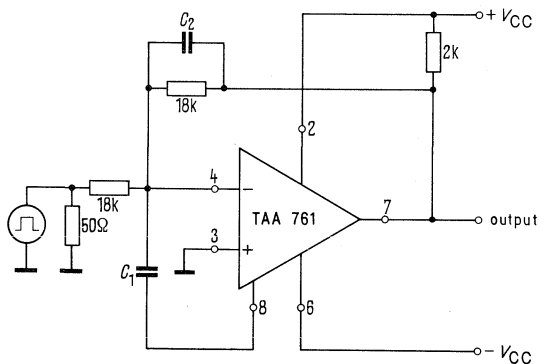 C2
+ VCC
2k
18k
2
4
−
18k
TAA 761
7
output
50Ω
3
+
C1
8
6
− VCC